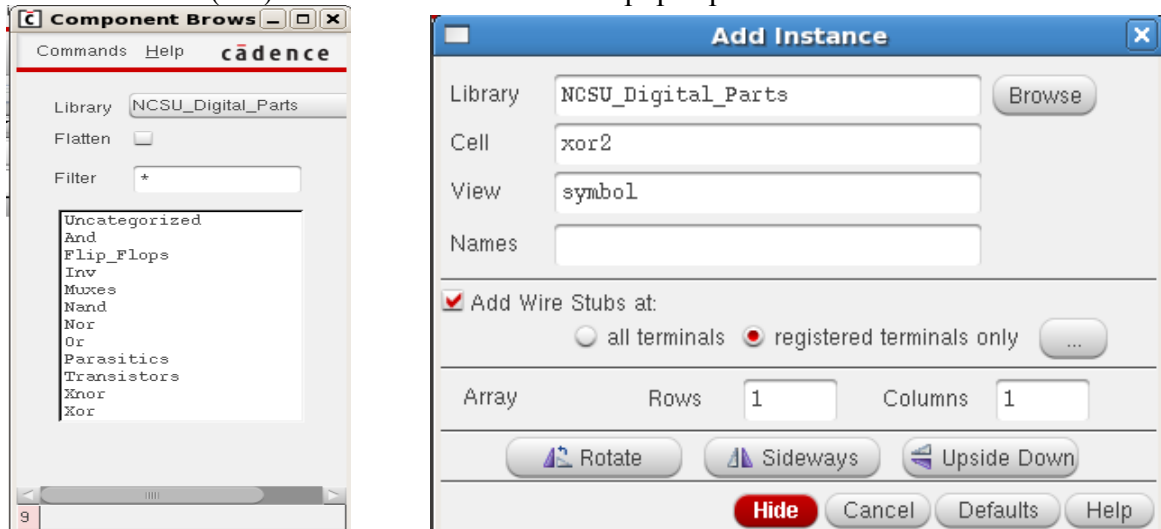 Component Brows
Commands Help cādence
Library NCSU_Digital_Parts
Flatten
Filter *
Uncategorized
And
Flip_Flops
Inv
Muxes
Nand
Nor
Or
Parasitics
Transistors
Xnor
Xor
9
Add Instance
Library NCSU_Digital_Parts Browse
Cell xor2
View symbol
Names
Add Wire Stubs at:
all terminals registered terminals only ...
Array Rows 1 Columns 1
Rotate Sideways Upside Down
Hide Cancel Defaults Help